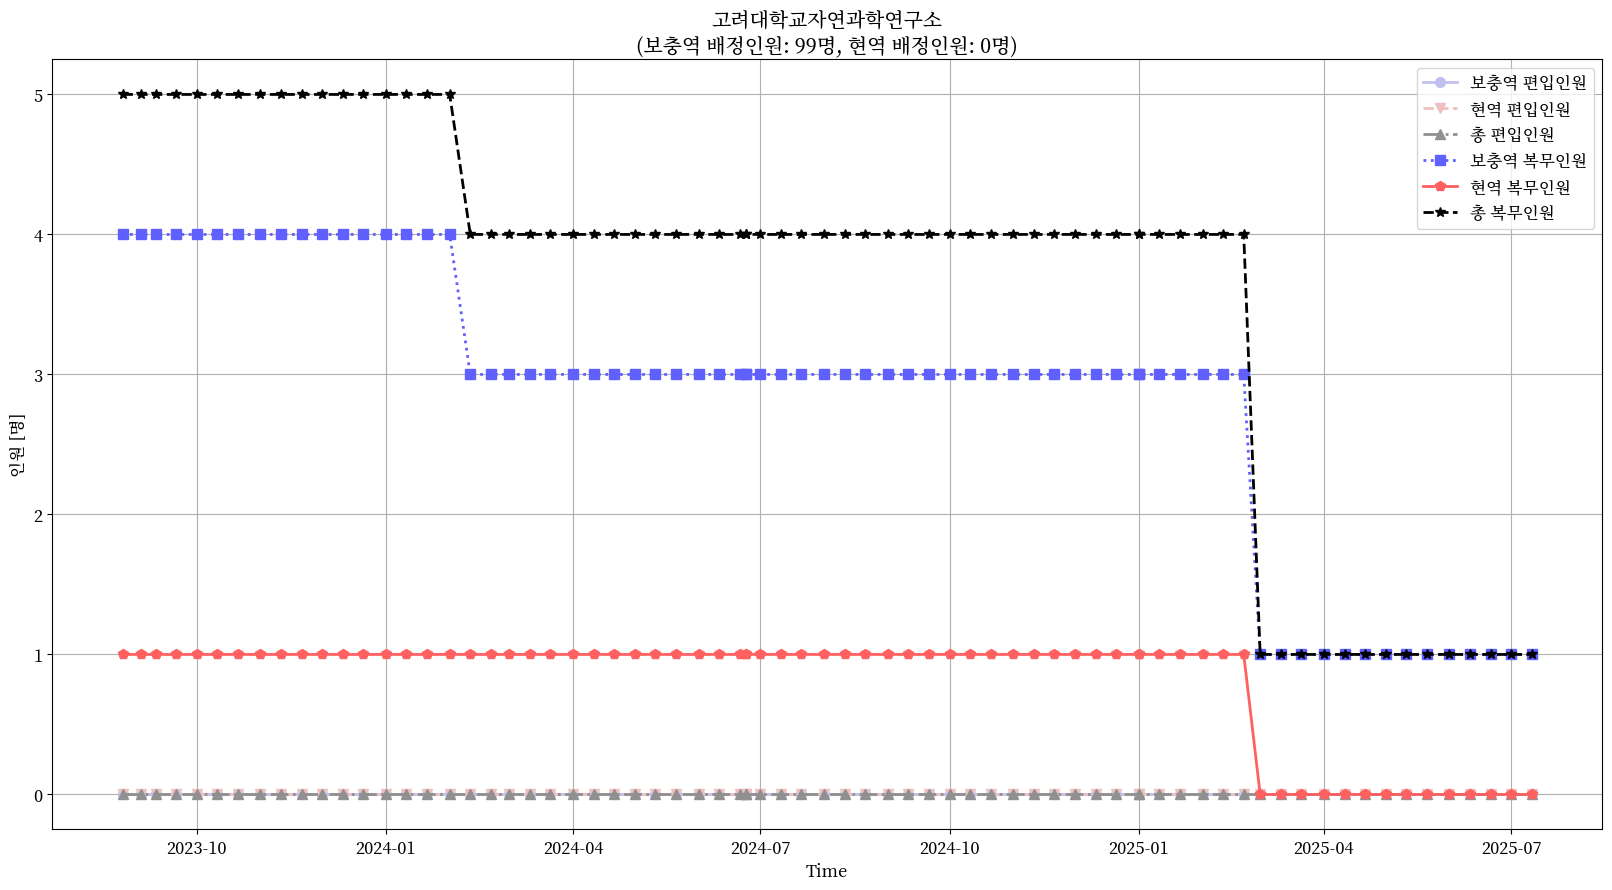 고려대학교자연과학연구소
(보충역 배정인원: 99명, 현역 배정인원: 0명)
보충역 편입인원
현역 편입인원
총 편입인원
보충역 복무인원
현역 복무인원
총 복무인원
인원 [명]
5
4
3
2
1
0
2023-10
2024-01
2024-04
2024-07
2024-10
2025-01
2025-04
2025-07
Time